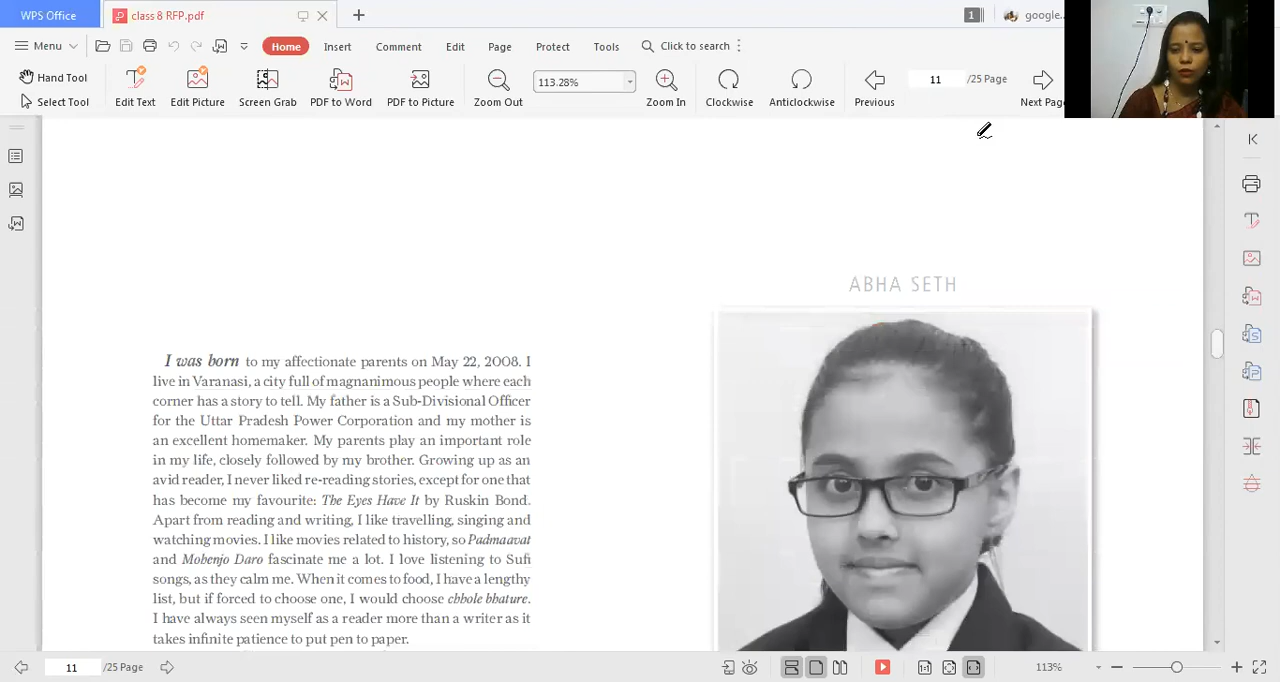 WPS Office
class 8 RFP.pdf
1
google...
Menu
Home
Insert
Comment
Edit
Page
Protect
Tools
Click to search
Hand Tool
Select Tool
Edit Text
Edit Picture
Screen Grab
PDF to Word
PDF to Picture
Zoom Out
113.28%
Zoom In
Clockwise
Anticlockwise
Previous
11
/25 Page
Next Pag
ABHA SETH
I was born to my affectionate parents on May 22, 2008. I
live in Varanasi, a city full of magnanimous people where each
corner has a story to tell. My father is a Sub-Divisional Officer
for the Uttar Pradesh Power Corporation and my mother is
an excellent homemaker. My parents play an important role
in my life, closely followed by my brother. Growing up as an
avid reader, I never liked re-reading stories, except for one that
has become my favourite: The Eyes Have It by Ruskin Bond.
Apart from reading and writing, I like travelling, singing and
watching movies. I like movies related to history, so Padmaavat
and Mohenjo Daro fascinate me a lot. I love listening to Sufi
songs, as they calm me. When it comes to food, I have a lengthy
list, but if forced to choose one, I would choose chhole bhature.
I have always seen myself as a reader more than a writer as it
takes infinite patience to put pen to paper.
11
/25 Page
1:1
113%